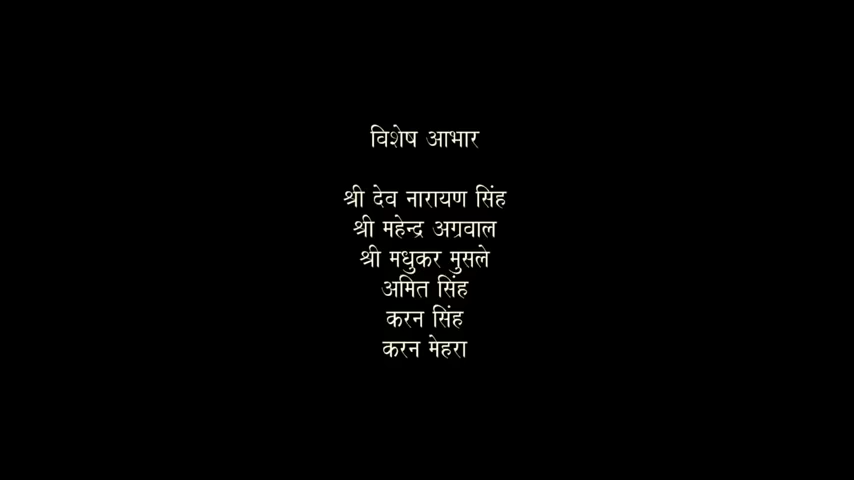 विशेष आभार
श्री देव नारायण सिंह
श्री महेन्द्र अग्रवाल
श्री मधुकर मुसले
अमित सिंह
करन सिंह
करन मेहरा